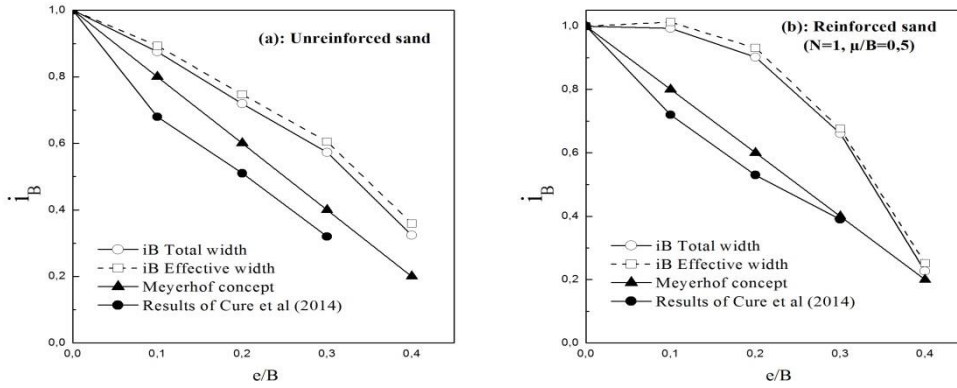 (a): Unreinforced sand
1,0
0,8
0,6
0,4
0,2
i_B
iB Total width
iB Effective width
Meyerhof concept
Results of Cure et al (2014)
0,0 0,1 0,2 0,3 0,4
e/B
(b): Reinforced sand
(N=1, µ/B=0,5)
1,0
0,8
0,6
0,4
0,2
0,0
i_B
iB Total width
iB Effective width
Meyerhof concept
Results of Cure et al (2014)
0,0 0,1 0,2 0,3 0,4
e/B